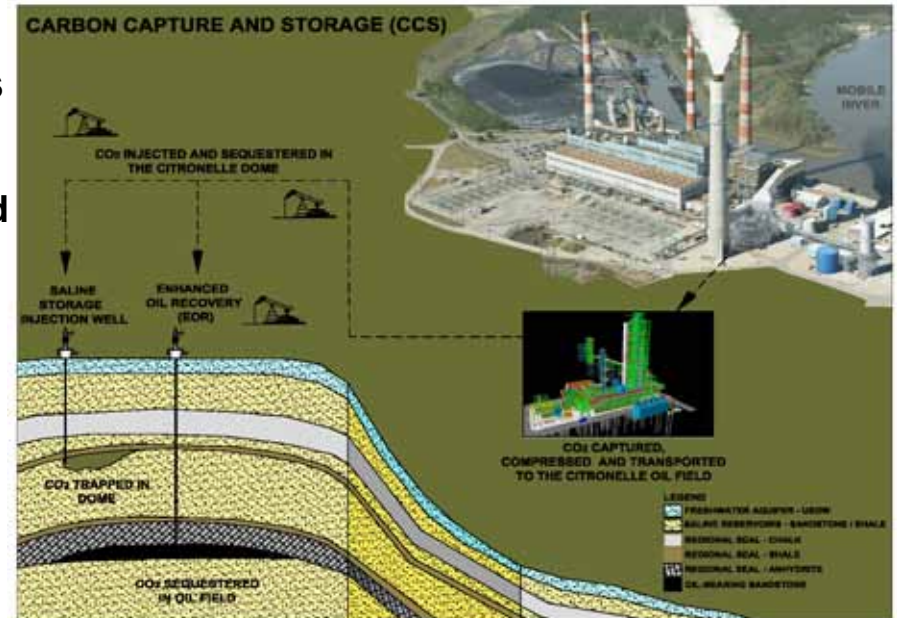 CARBON CAPTURE AND STORAGE (CCS)
s
d
MOBILE
RIVER
CO₂ INJECTED AND SEQUESTERED IN
THE CITRONELLE DOME
SALINE
STORAGE
INJECTION WELL
ENHANCED
OIL RECOVERY
(EOR)
CO₂ CAPTURED,
COMPRESSED AND TRANSPORTED
TO THE CITRONELLE OIL FIELD
CO₂ TRAPPED IN
DOME
CO₂ SEQUESTERED
IN OIL FIELD
LEGEND
FRESHWATER AQUIFER - USDW
SALINE RESERVOIRS - SANDSTONE / SHALE
REGIONAL SEAL - CHALK
REGIONAL SEAL - SHALE
REGIONAL SEAL - ANHYDRITE
OIL-BEARING SANDSTONE